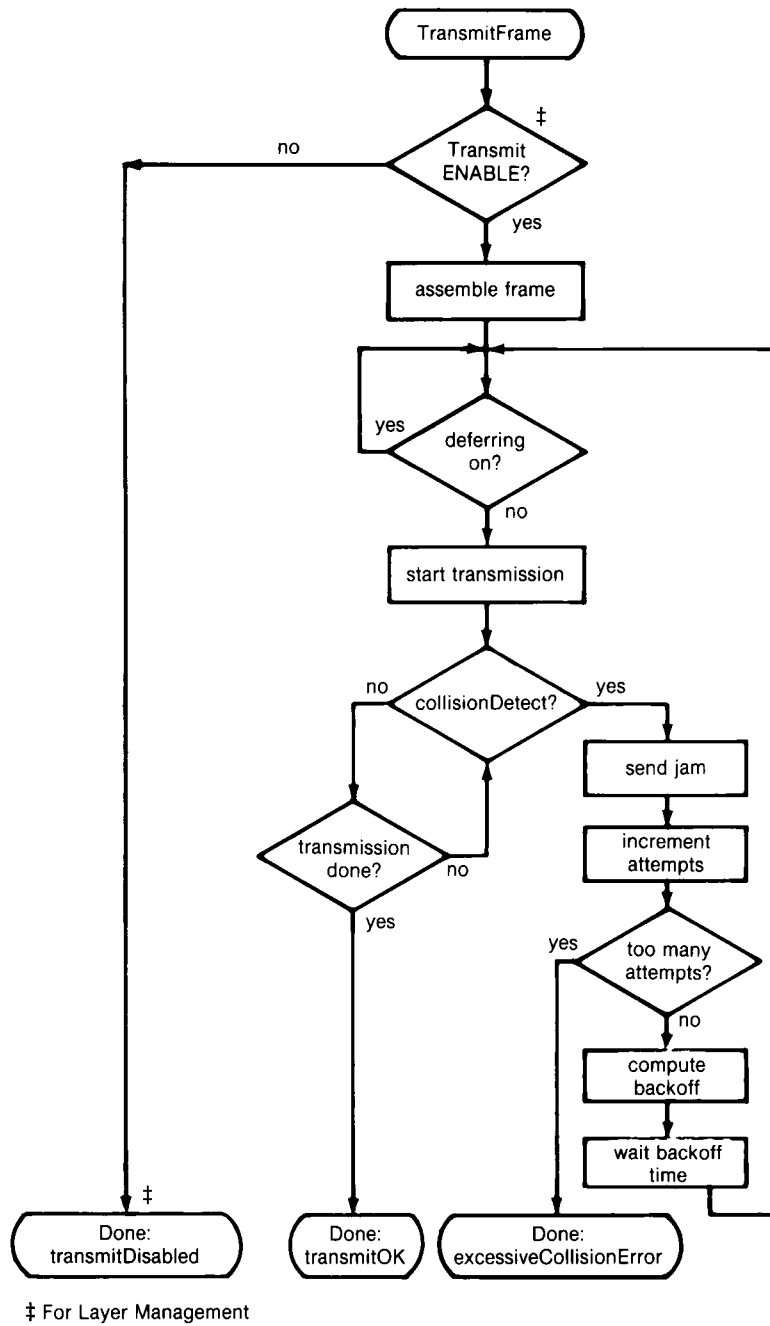 TransmitFrame
‡
Transmit
ENABLE?
no
yes
assemble frame
yes
deferring
on?
no
start transmission
no
collisionDetect?
yes
send jam
transmission
done?
no
increment
attempts
yes
yes
too many
attempts?
no
compute
backoff
wait backoff
time
‡
Done:
transmitDisabled
Done:
transmitOK
Done:
excessiveCollisionError
‡ For Layer Management